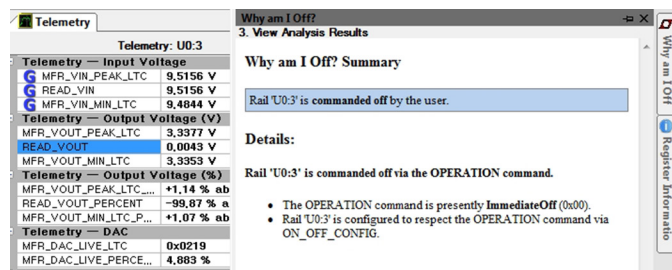 Telemetry
Telemetry: U0:3
Telemetry — Input Voltage
G MFR_VIN_PEAK_LTC 9,5156 V
G READ_VIN 9,5156 V
G MFR_VIN_MIN_LTC 9,4844 V
Telemetry — Output Voltage (V)
MFR_VOUT_PEAK_LTC 3,3377 V
READ_VOUT 0,0043 V
MFR_VOUT_MIN_LTC 3,3353 V
Telemetry — Output Voltage (%)
MFR_VOUT_PEAK_LTC_... +1,14 % ab
READ_VOUT_PERCENT -99,87 % a
MFR_VOUT_MIN_LTC_P... +1,07 % ab
Telemetry — DAC
MFR_DAC_LIVE_LTC 0x0219
MFR_DAC_LIVE_PERCE... 4,883 %
Why am I Off?
3. View Analysis Results
Why am I Off? Summary
Rail 'U0:3' is commanded off by the user.
Details:
Rail 'U0:3' is commanded off via the OPERATION command.
• The OPERATION command is presently ImmediateOff (0x00).
• Rail 'U0:3' is configured to respect the OPERATION command via
ON_OFF_CONFIG.
Why am I Off
Register Informatio